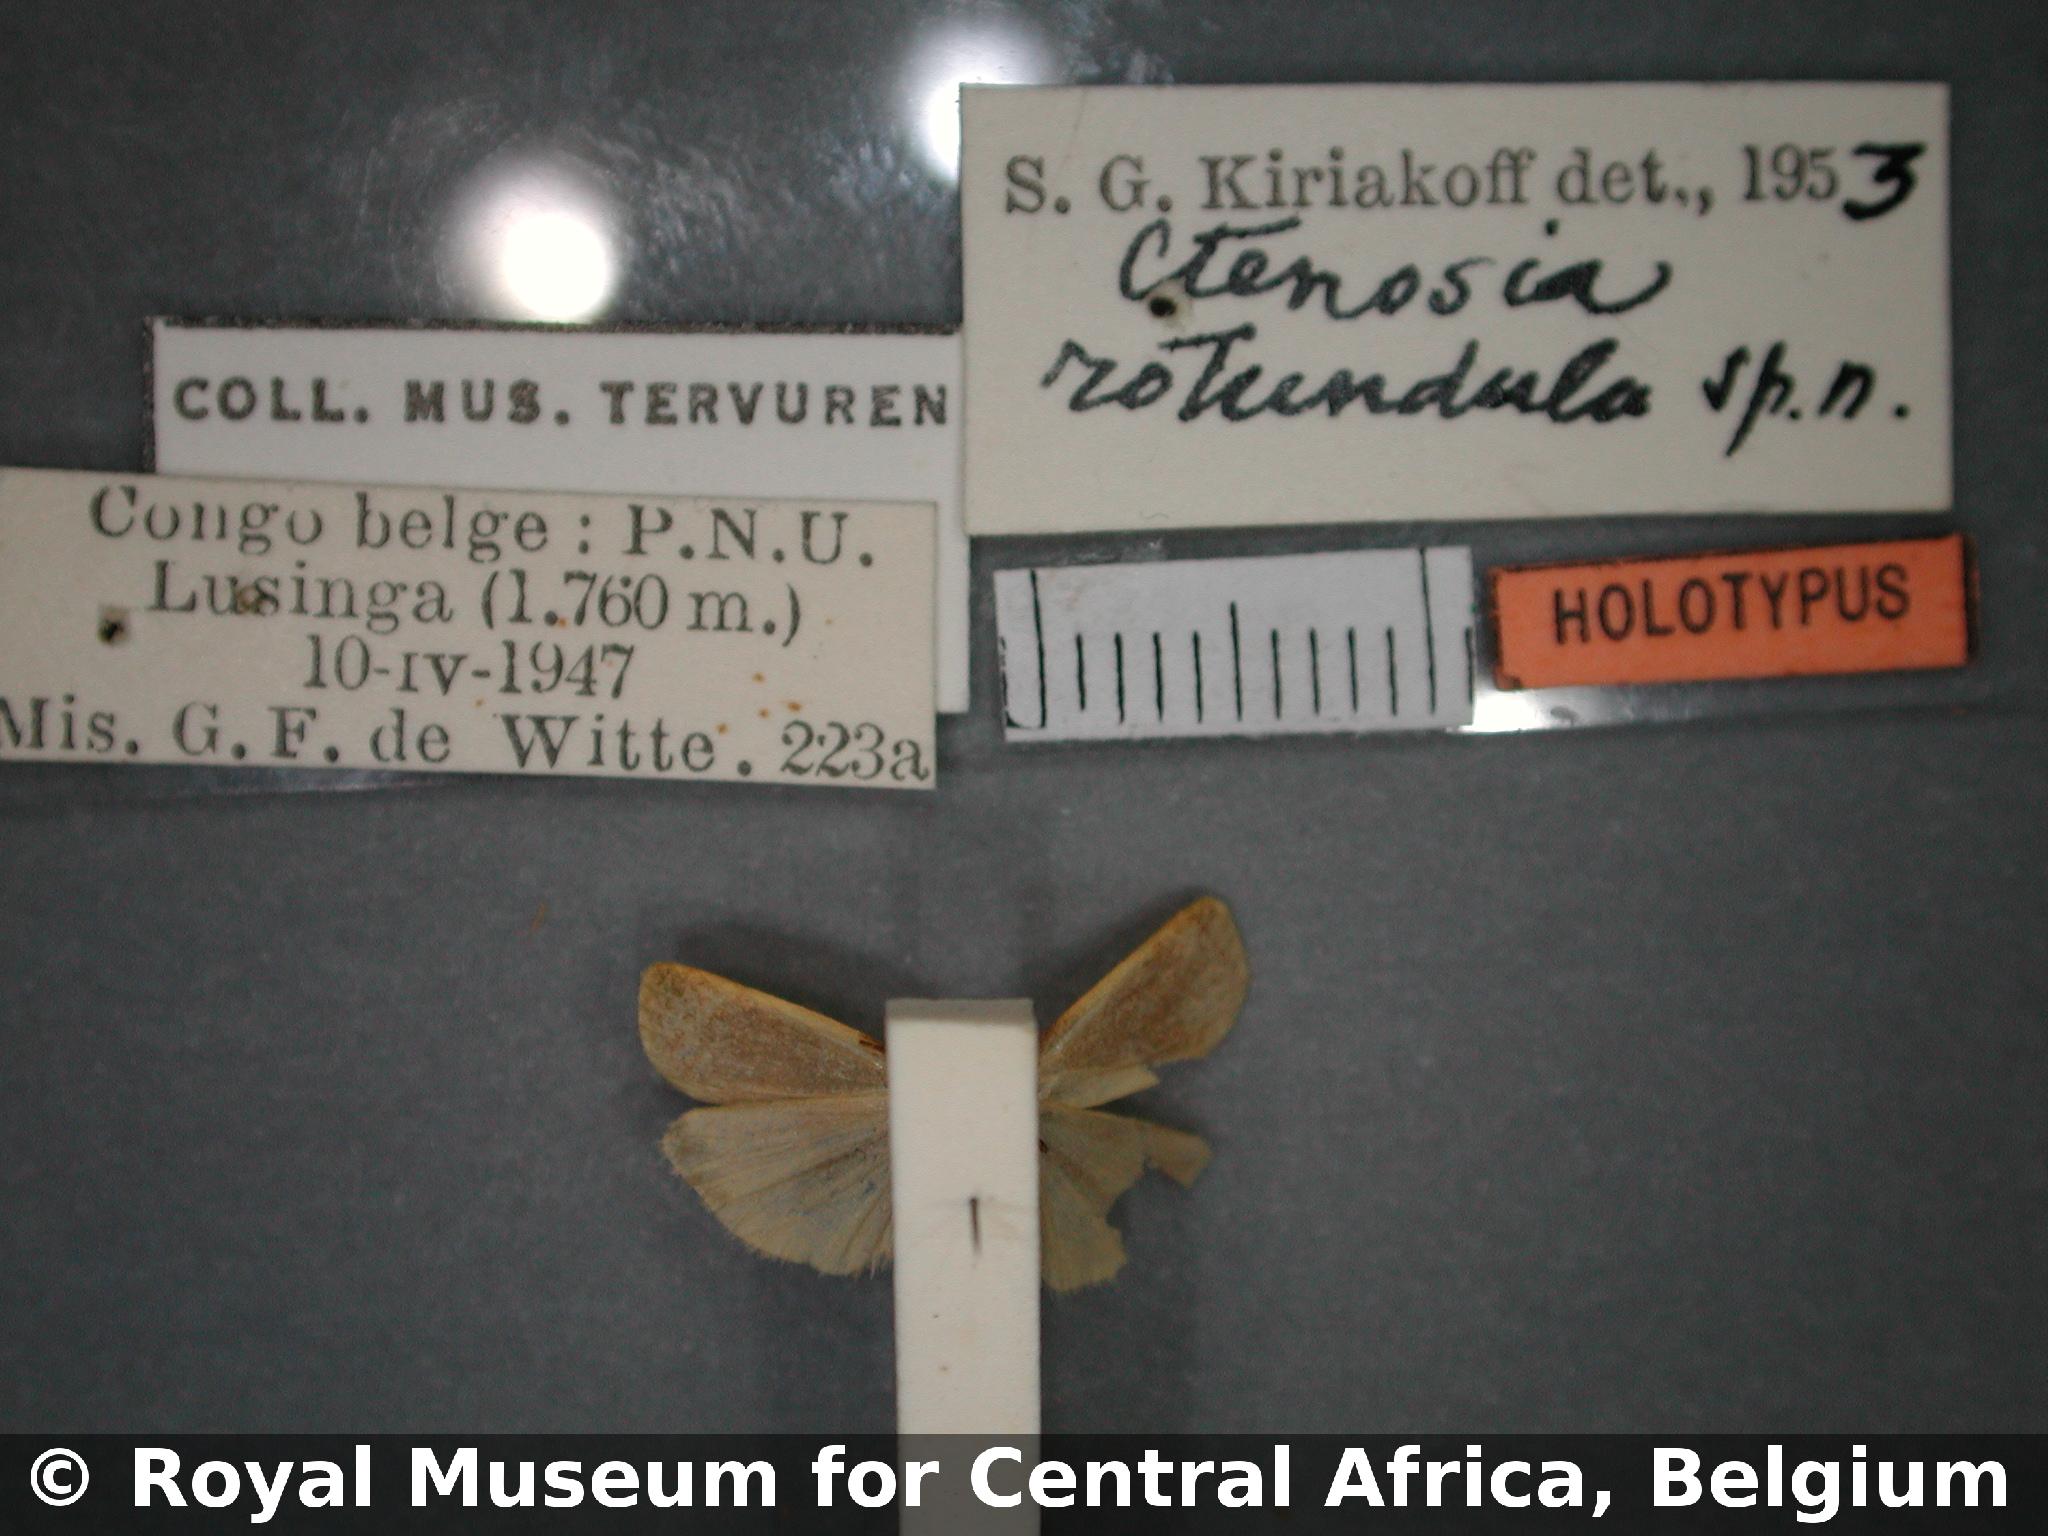 S. G. Kiriakoff det., 1953
Ctenosia
rotundula sp. n.
COLL. MUS. TERVUREN
Congo belge : P.N.U.
Lusinga (1.760 m.)
10-IV-1947
Mis. G. F. de Witte. 223a
HOLOTYPUS
© Royal Museum for Central Africa, Belgium